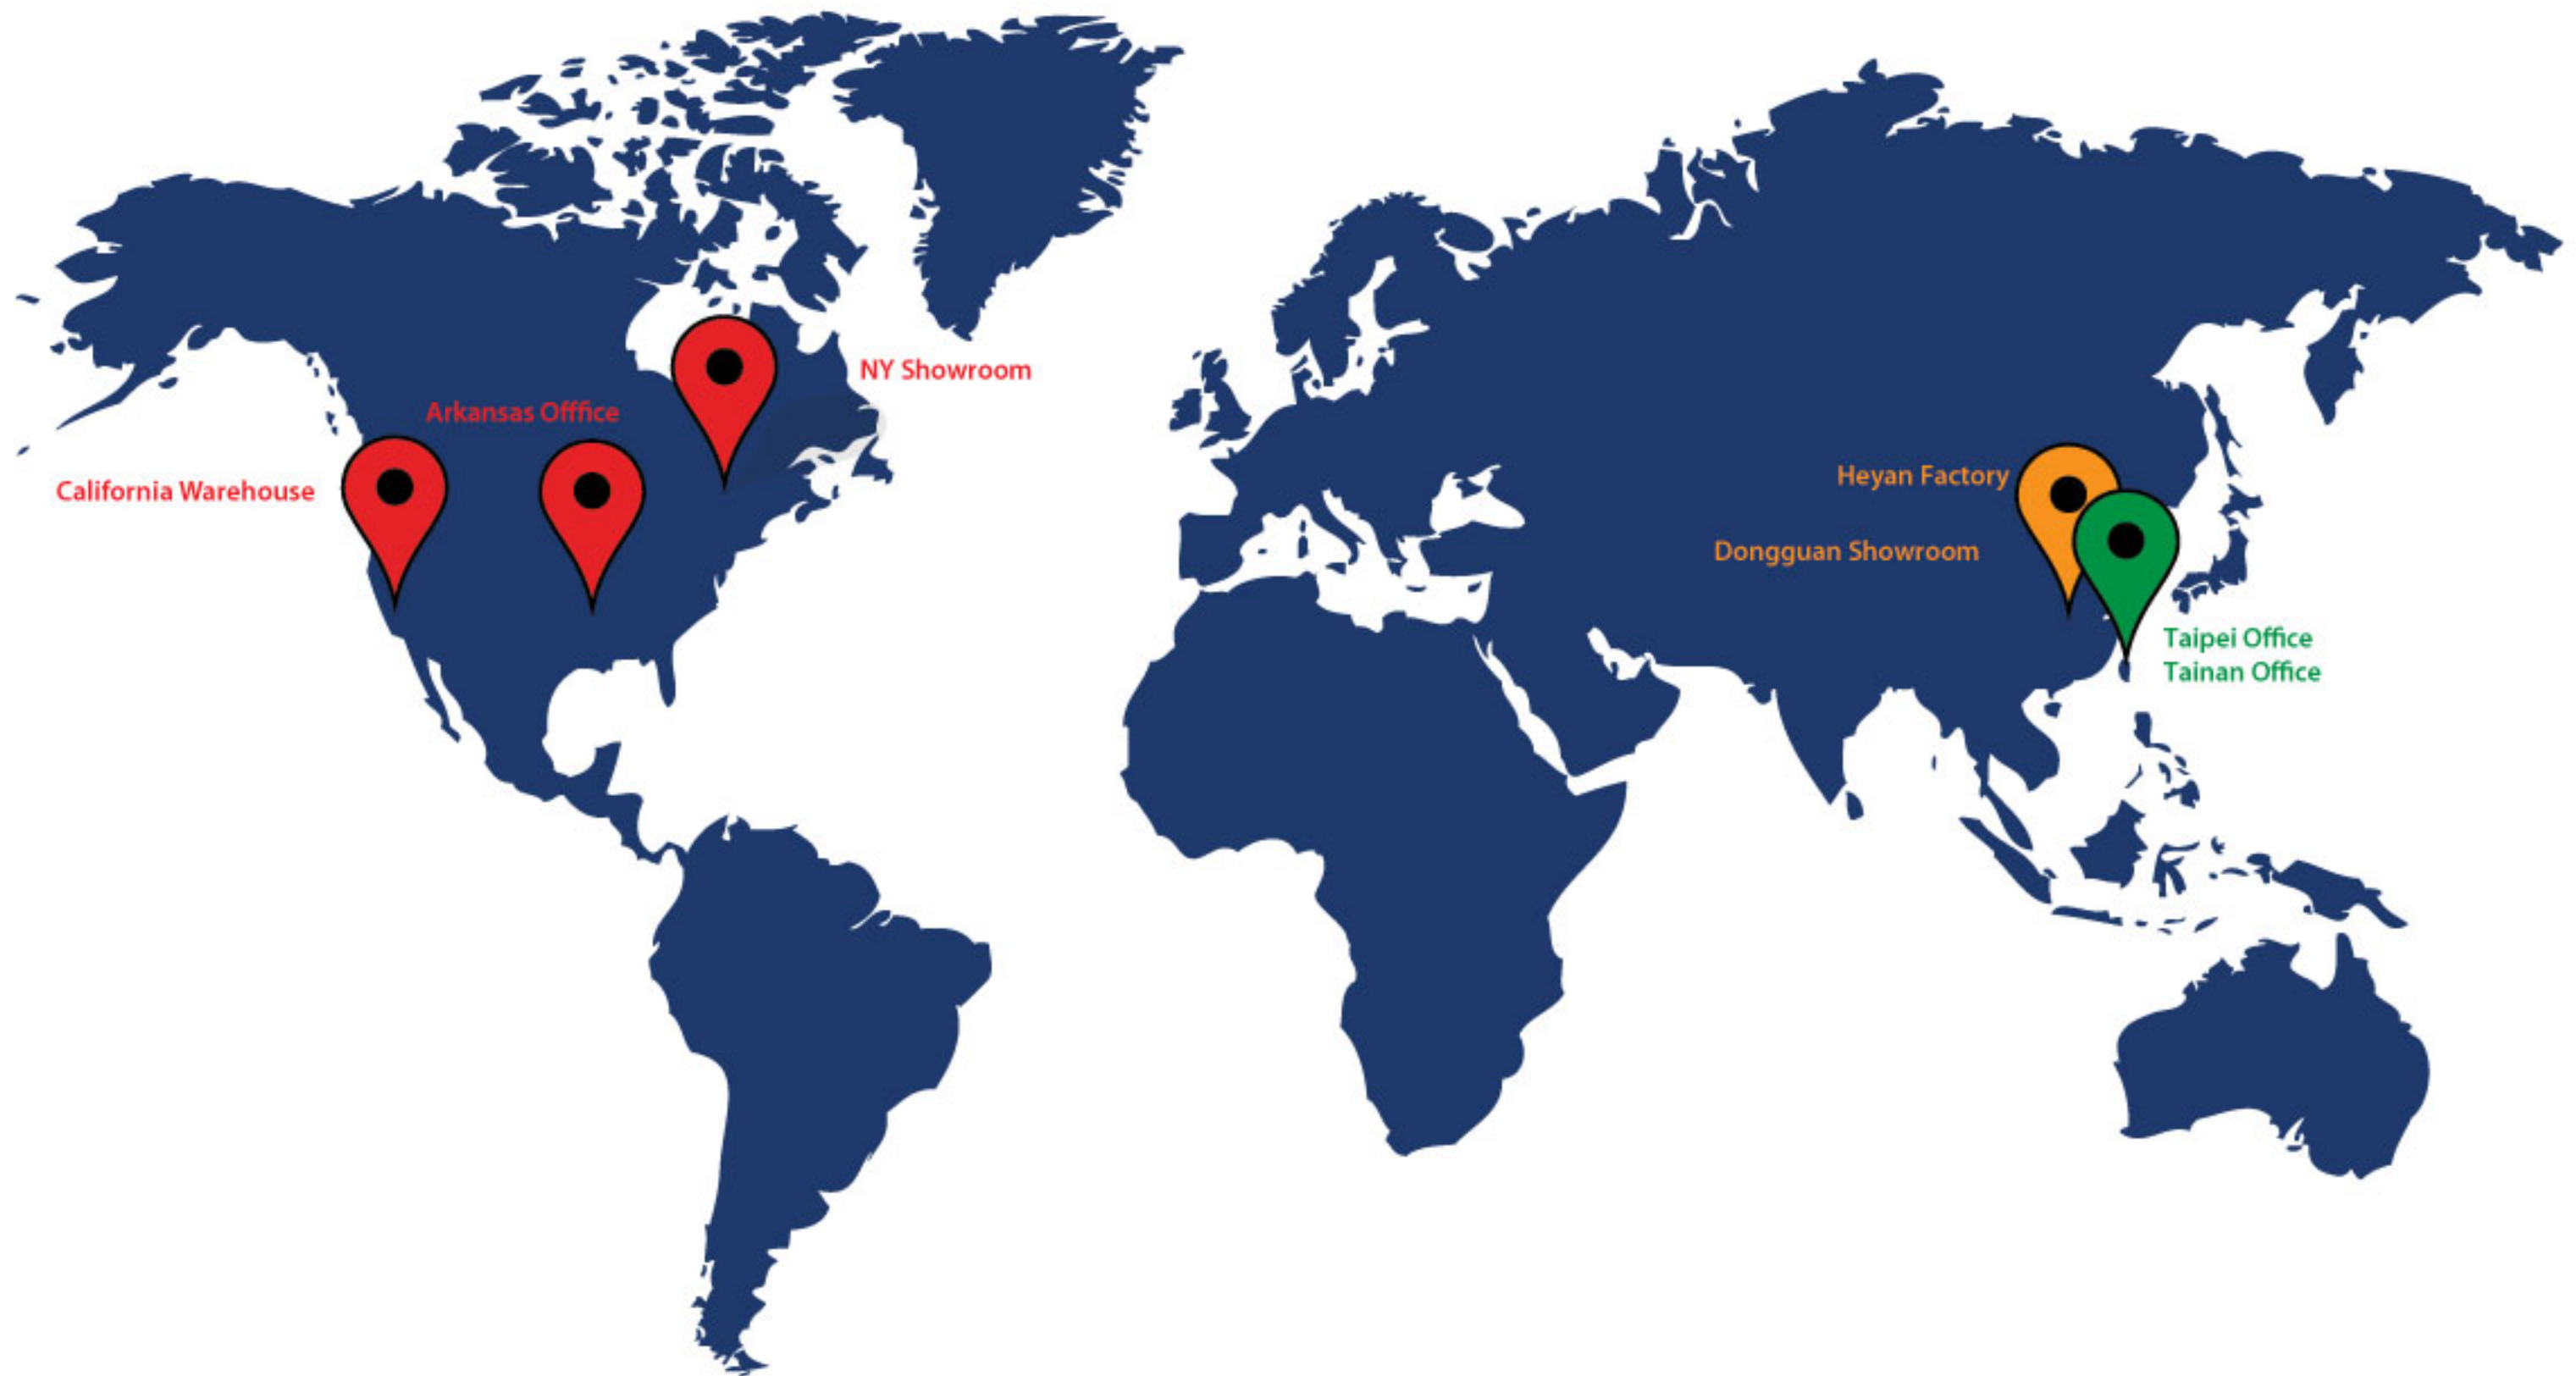 NY Showroom
Arkansas Offfice
California Warehouse
Heyan Factory
Dongguan Showroom
Taipei Office
Tainan Office